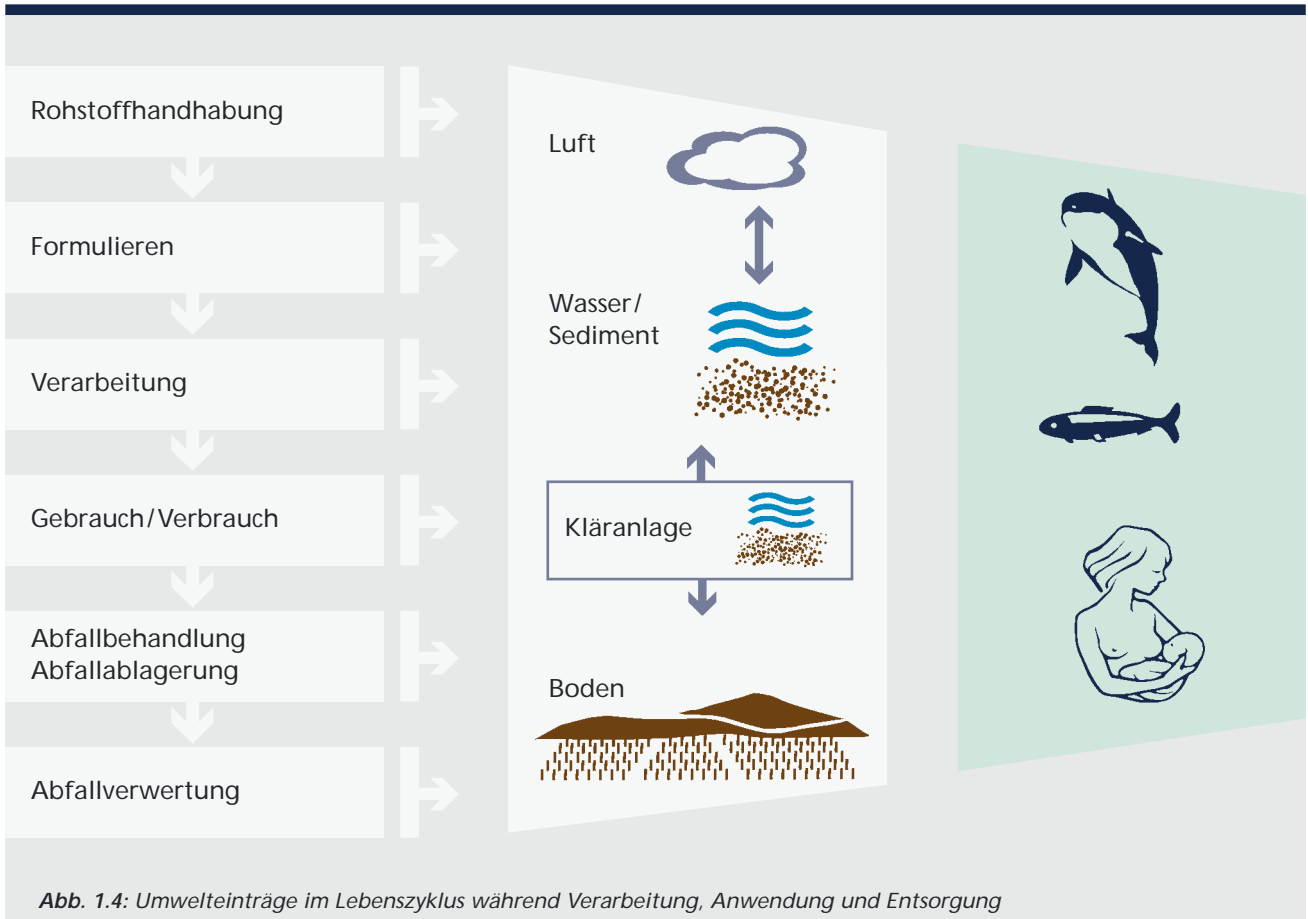 Rohstoffhandhabung
Formulieren
Verarbeitung
Gebrauch/Verbrauch
Abfallbehandlung
Abfallablagerung
Abfallverwertung
Luft
Wasser/
Sediment
Kläranlage
Boden
Abb. 1.4: Umwelteinträge im Lebenszyklus während Verarbeitung, Anwendung und Entsorgung